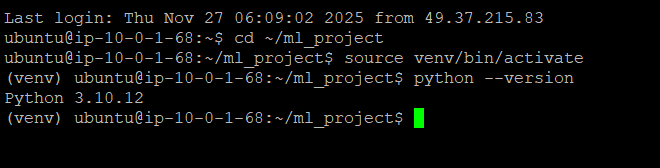 Last login: Thu Nov 27 06:09:02 2025 from 49.37.215.83
ubuntu@ip-10-0-1-68:~$ cd ~/ml_project
ubuntu@ip-10-0-1-68:~/ml_project$ source venv/bin/activate
(venv) ubuntu@ip-10-0-1-68:~/ml_project$ python --version
Python 3.10.12
(venv) ubuntu@ip-10-0-1-68:~/ml_project$